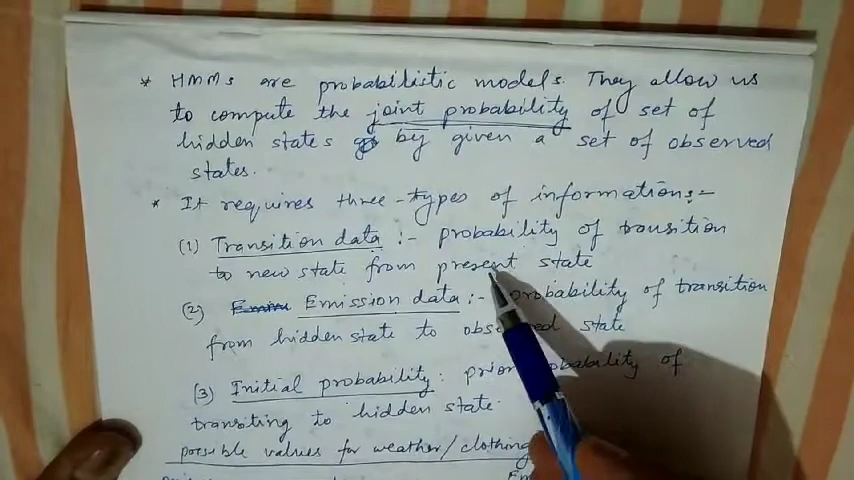 * HMMs are probabilistic models. They allow us
to compute the joint probability of set of
hidden states by given a set of observed
states.
* It requires three types of informations:-
(1) Transition data :- probability of transition
to new state from present state
(2) Emission data :- probability of transition
from hidden state to state
(3) Initial probability : prior probability of
transiting to hidden state.
possible values for weather/clothing